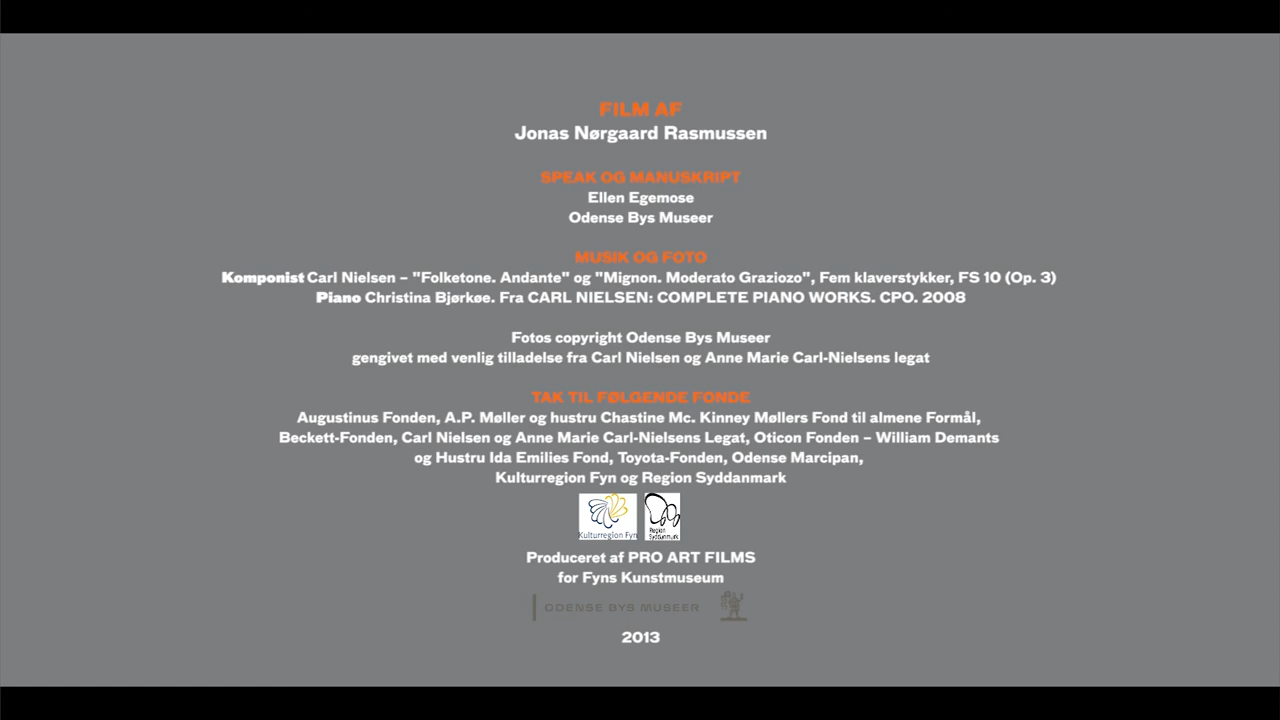 FILM AF
Jonas Nørgaard Rasmussen
SPEAK OG MANUSKRIPT
Ellen Egemose
Odense Bys Museer
MUSIK OG FOTO
Komponist Carl Nielsen – "Folketone. Andante" og "Mignon. Moderato Graziozo", Fem klaverstykker, FS 10 (Op. 3)
Piano Christina Bjørkøe. Fra CARL NIELSEN: COMPLETE PIANO WORKS. CPO. 2008
Fotos copyright Odense Bys Museer
gengivet med venlig tilladelse fra Carl Nielsen og Anne Marie Carl-Nielsens legat
TAK TIL FØLGENDE FONDE
Augustinus Fonden, A.P. Møller og hustru Chastine Mc. Kinney Møllers Fond til almene Formål,
Beckett-Fonden, Carl Nielsen og Anne Marie Carl-Nielsens Legat, Oticon Fonden – William Demants
og Hustru Ida Emilies Fond, Toyota-Fonden, Odense Marcipan,
Kulturregion Fyn og Region Syddanmark
Kulturregion Fyn
Region
Syddanmark
Produceret af PRO ART FILMS
for Fyns Kunstmuseum
ODENSE BYS MUSEER
2013